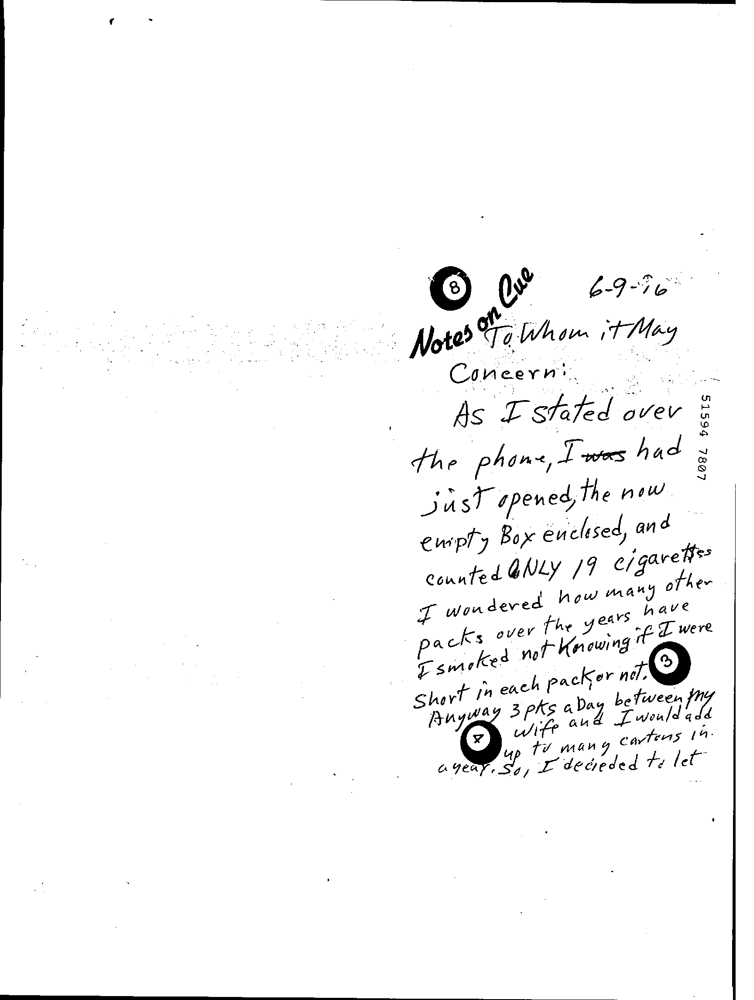 8
Notes on Cue
6-9-96
To Whom it May
Concern:
As I stated over
the phone, I was had
just opened, the now
empty Box enclosed, and
counted ONLY 19 cigarettes
I wondered how many other
packs over the years have
I smoked not Knowing if I were
Short in each pack, or not.
3
Anyway 3 pks a Day between my
wife and I would add
4
up to many cartons in
a year. So, I decieded to let
51594 7807